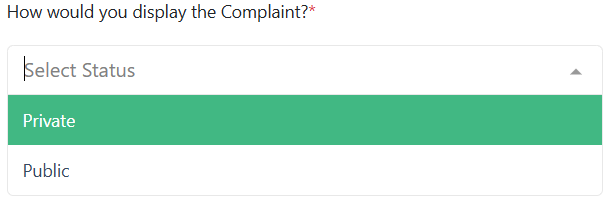 How would you display the Complaint?*
Select Status
Private
Public